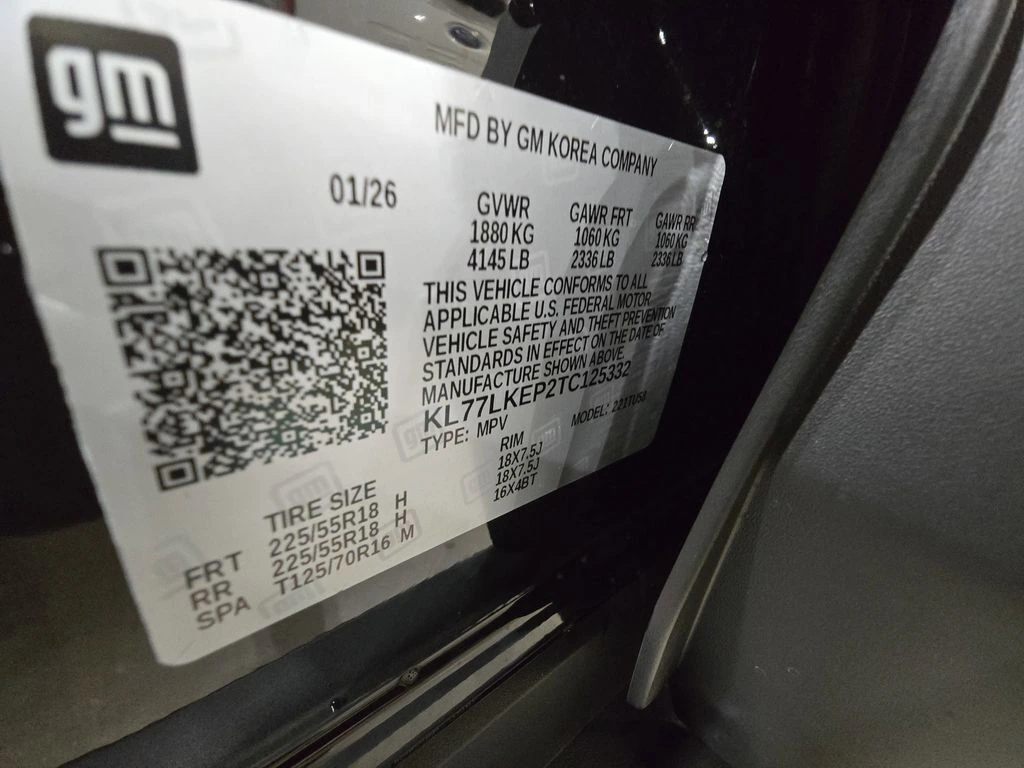 gm
MFD BY GM KOREA COMPANY
01/26
GVWR GAWR FRT GAWR RR
1880 KG 1060 KG 1060 KG
4145 LB 2336 LB 2336 LB
THIS VEHICLE CONFORMS TO ALL
APPLICABLE U.S. FEDERAL MOTOR
VEHICLE SAFETY AND THEFT PREVENTION
STANDARDS IN EFFECT ON THE DATE OF
MANUFACTURE SHOWN ABOVE.
KL77LKEP2TC125332
TYPE: MPV MODEL: 221TU58
TIRE SIZE RIM
FRT 225/55R18 H 18X7.5J
RR 225/55R18 H 18X7.5J
SPA T125/70R16 M 16X4BT